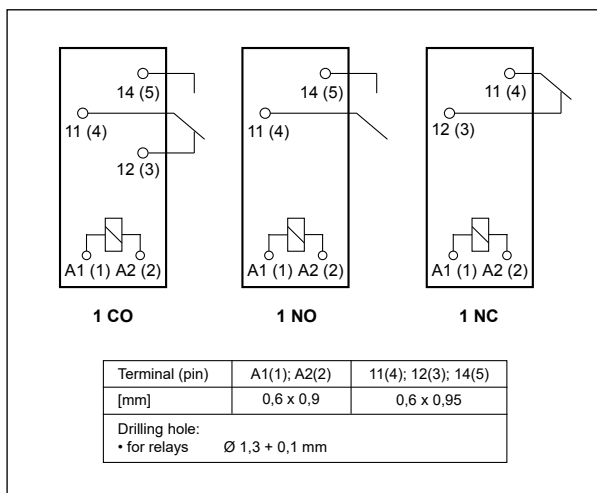 14 (5)
11 (4)
12 (3)
A1 (1) A2 (2)
1 CO
14 (5)
11 (4)
A1 (1) A2 (2)
1 NO
11 (4)
12 (3)
A1 (1) A2 (2)
1 NC
Terminal (pin) A1(1); A2(2) 11(4); 12(3); 14(5)
[mm] 0,6 x 0,9 0,6 x 0,95
Drilling hole:
• for relays Ø 1,3 + 0,1 mm